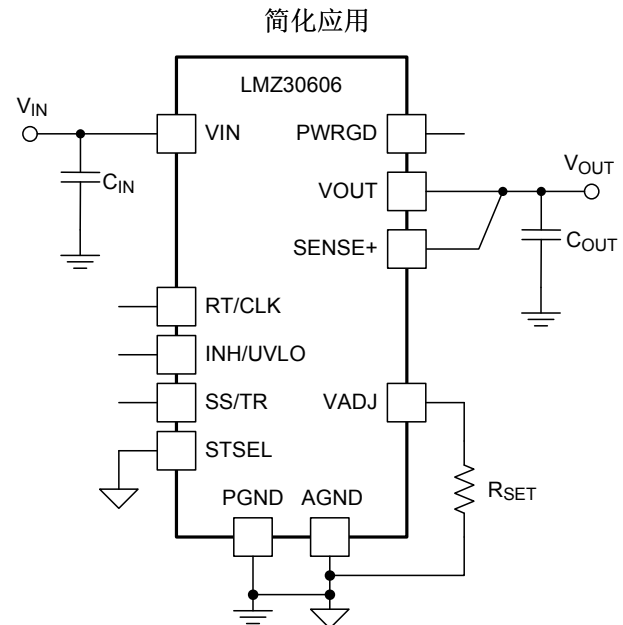 简化应用
LMZ30606
VIN
VIN
PWRGD
CIN
VOUT
VOUT
SENSE+
COUT
RT/CLK
INH/UVLO
SS/TR
VADJ
STSEL
RSET
PGND
AGND